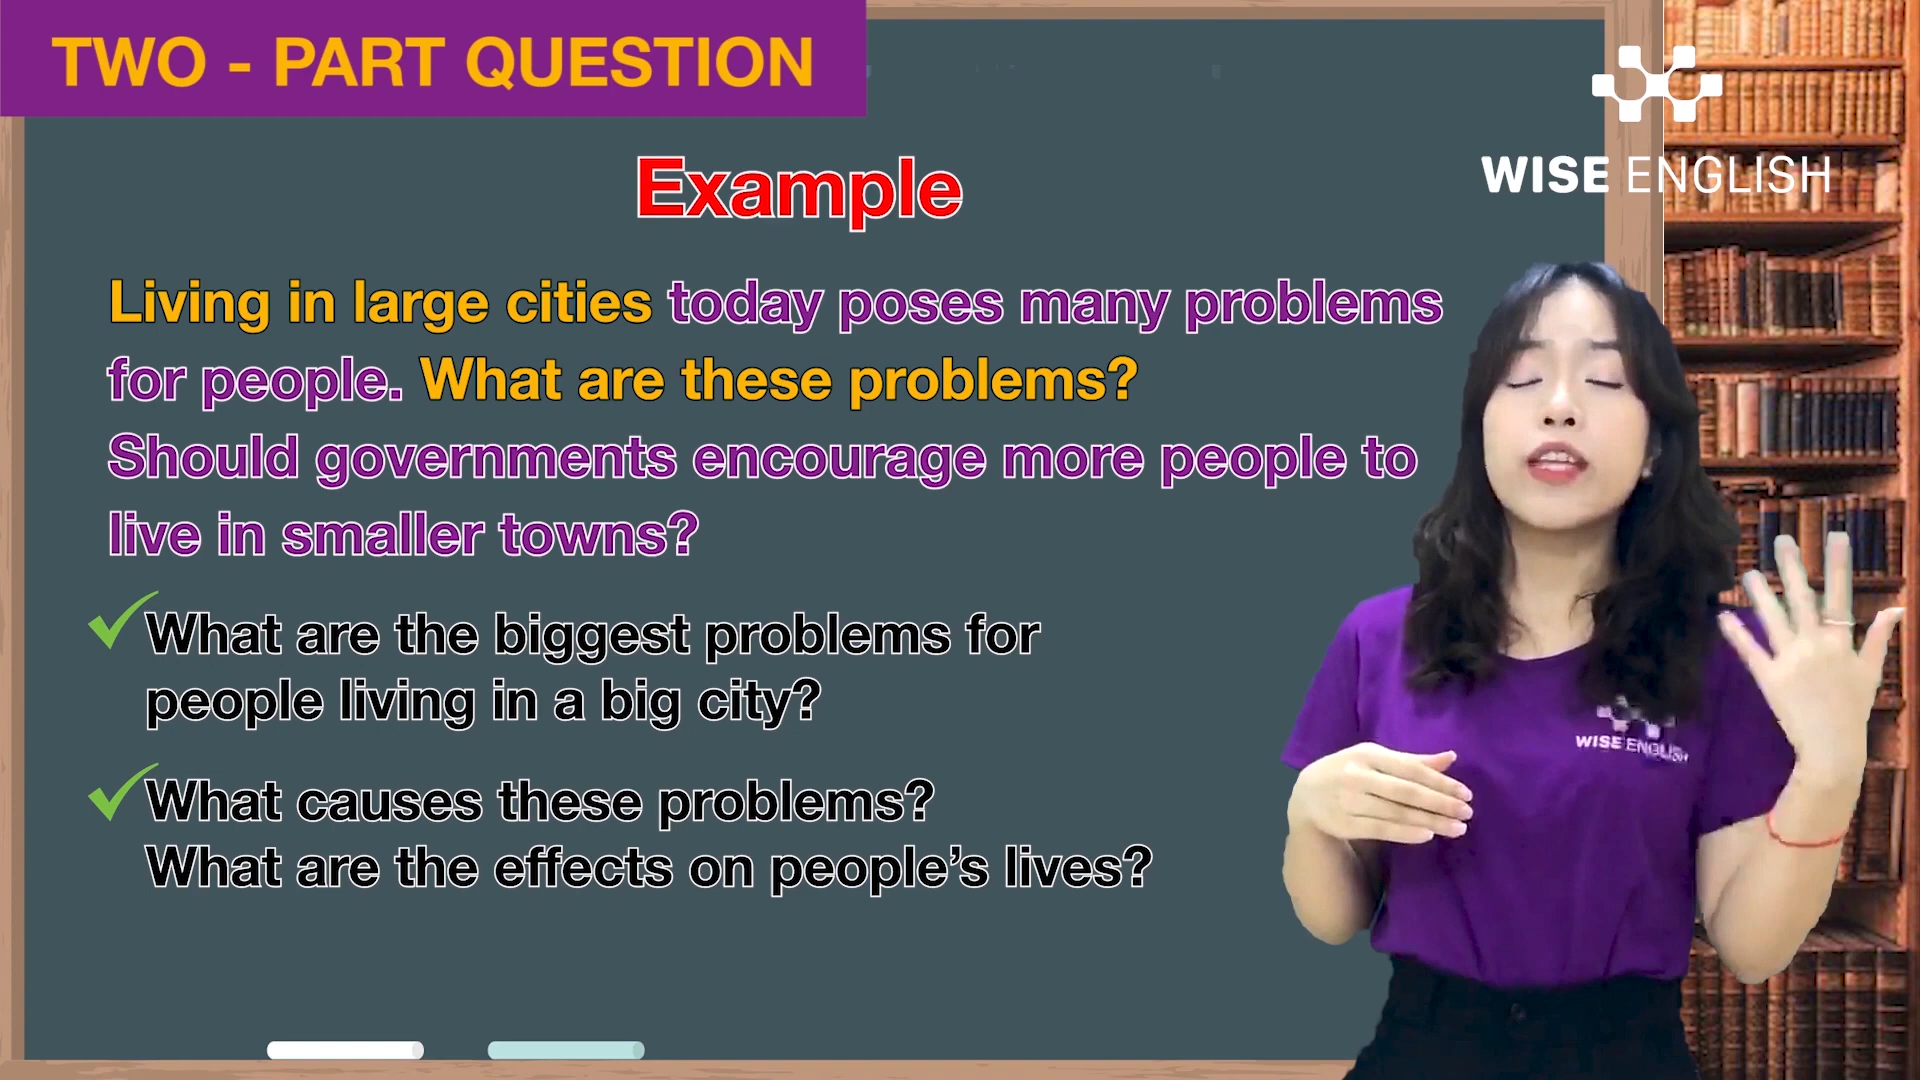 TWO - PART QUESTION
WISE ENGLISH
Example
Living in large cities today poses many problems
for people. What are these problems?
Should governments encourage more people to
live in smaller towns?
What are the biggest problems for
people living in a big city?
What causes these problems?
What are the effects on people's lives?
WISE ENGLISH